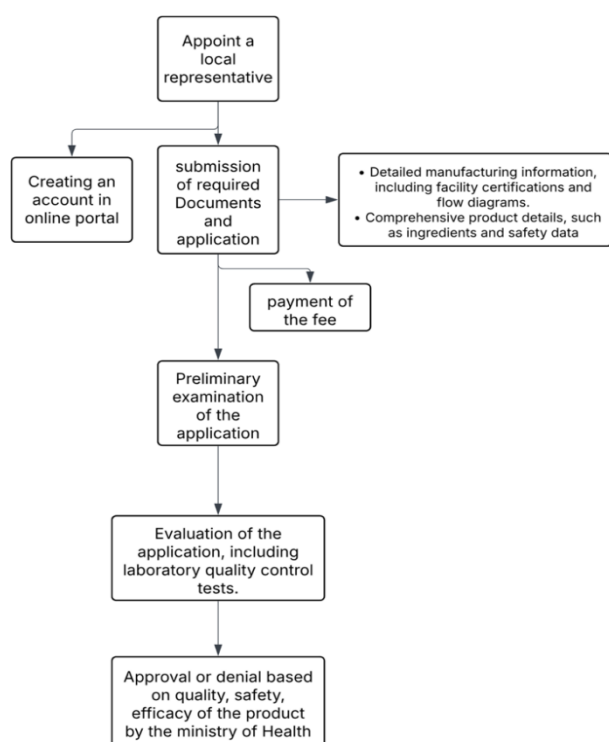 Appoint a
local
representative
Creating an
account in
online portal
submission
of required
Documents
and
application
• Detailed manufacturing information,
including facility certifications and
flow diagrams.
• Comprehensive product details, such
as ingredients and safety data
payment of
the fee
Preliminary
examination
of the
application
Evaluation of the
application, including
laboratory quality control
tests.
Approval or denial based
on quality, safety,
efficacy of the product
by the ministry of Health